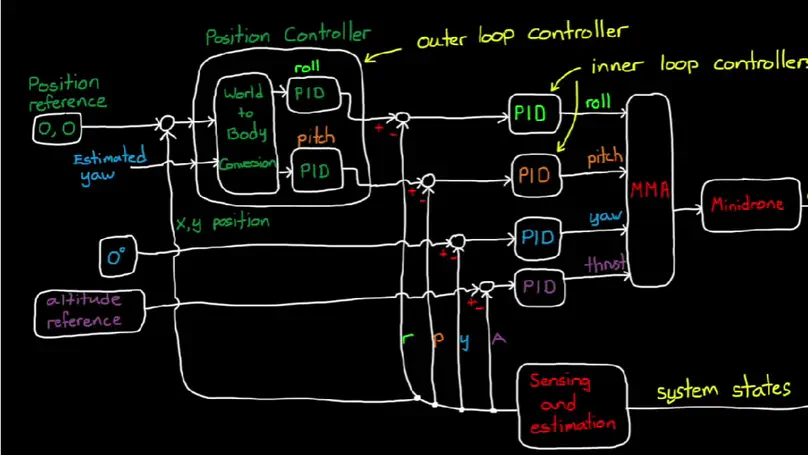 Position Controller
outer loop controller
inner loop controllers
Position
reference
0,0
Estimated
yaw
World
to
Body
Conversion
roll
PID
pitch
PID
+
-
+
-
+
-
+
-
PID
roll
PID
pitch
PID
yaw
PID
thrust
MMA
Minidrone
x,y position
0°
altitude
reference
r
p
y
A
Sensing
and
estimation
system states